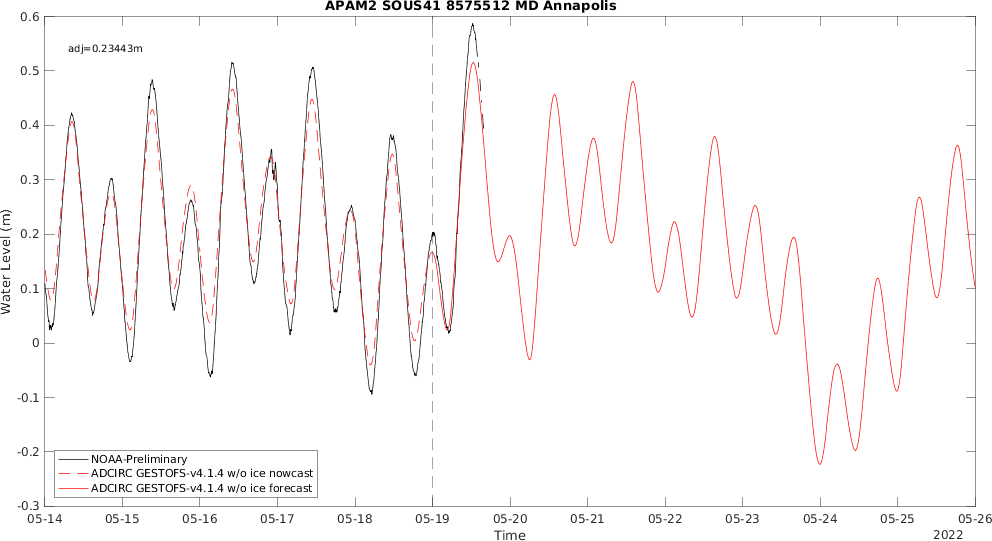 APAM2 SOUS41 8575512 MD Annapolis
adj=0.23443m
0.6
0.5
0.4
0.3
0.2
0.1
0
-0.1
-0.2
-0.3
Water Level (m)
NOAA-Preliminary
ADCIRC GESTOFS-v4.1.4 w/o ice nowcast
ADCIRC GESTOFS-v4.1.4 w/o ice forecast
05-14 05-15 05-16 05-17 05-18 05-19 05-20 05-21 05-22 05-23 05-24 05-25 05-26
Time
2022